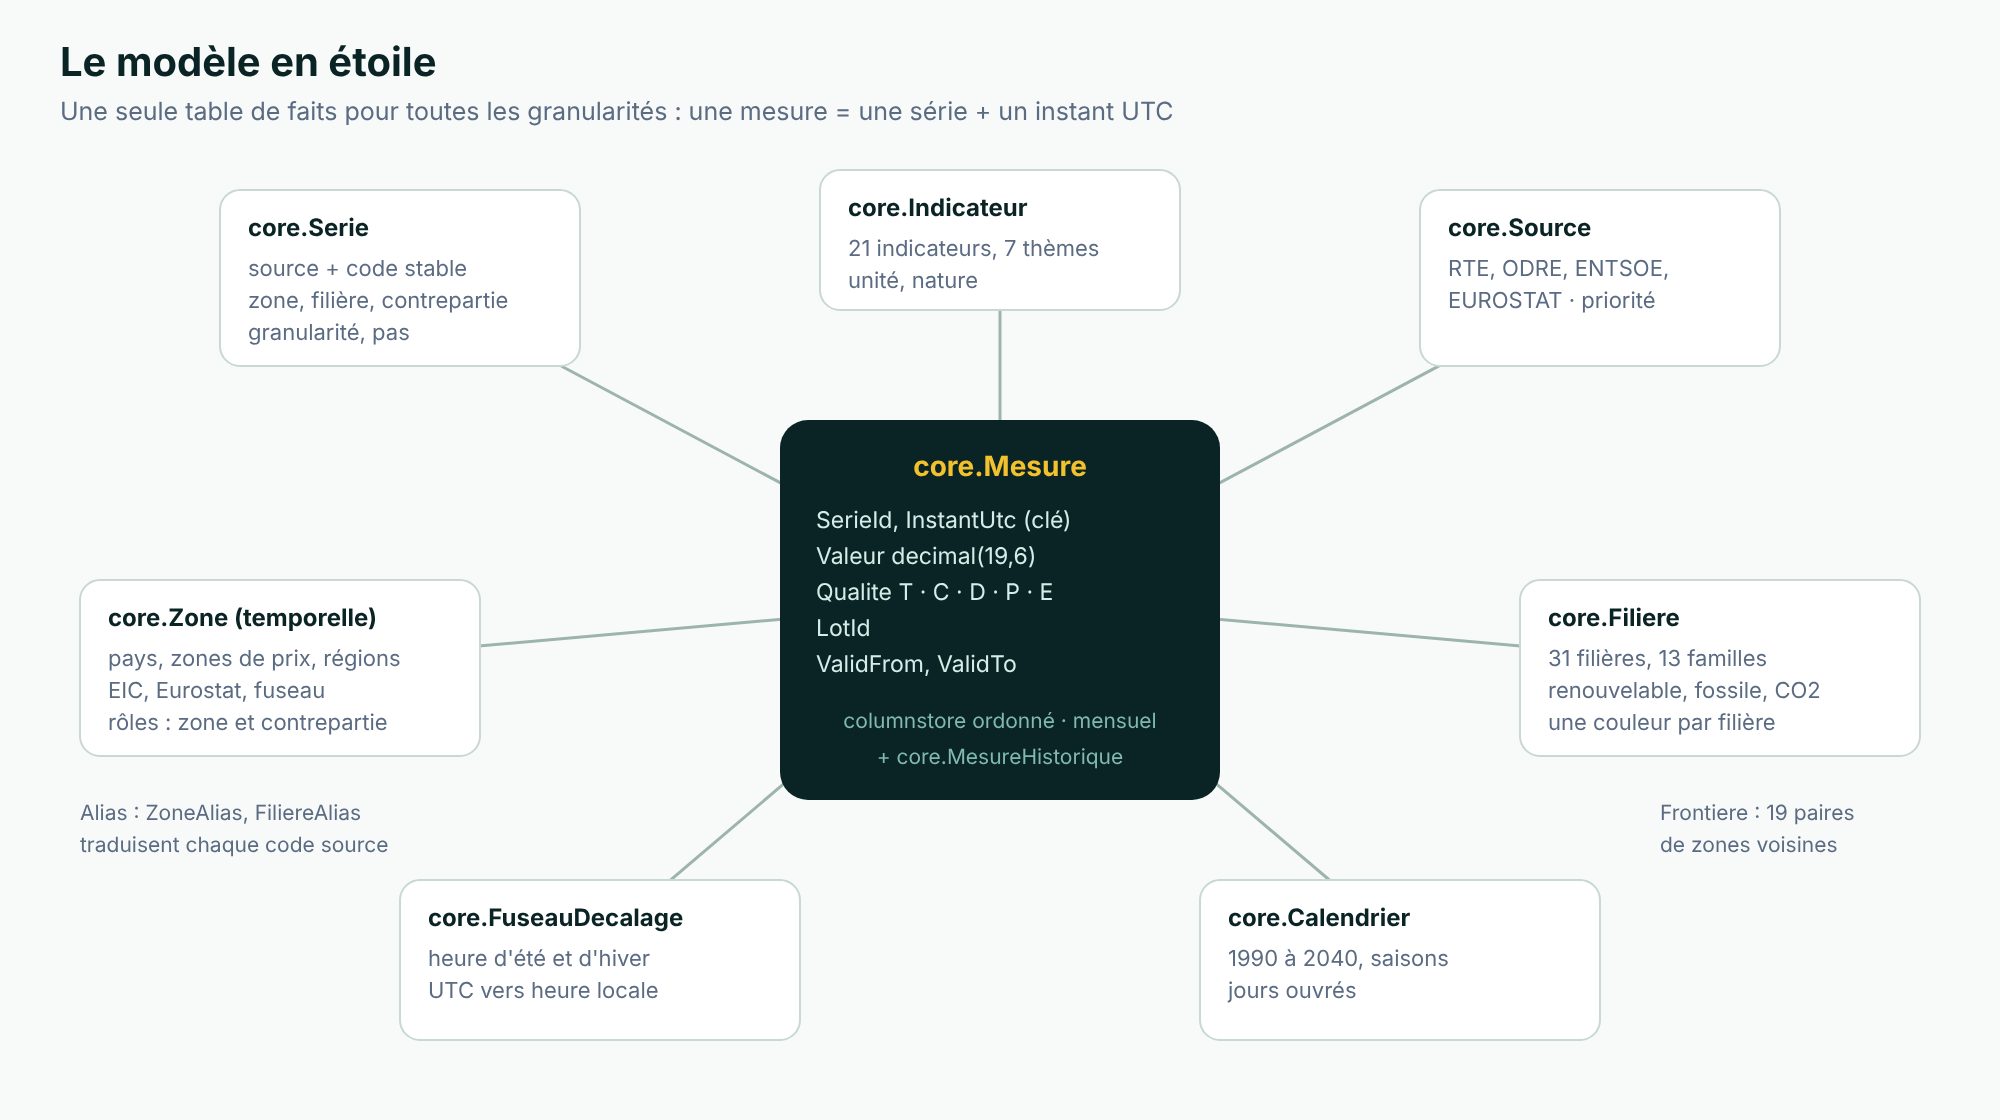 Le modèle en étoile
Une seule table de faits pour toutes les granularités : une mesure = une série + un instant UTC
core.Serie
source + code stable
zone, filière, contrepartie
granularité, pas
core.Indicateur
21 indicateurs, 7 thèmes
unité, nature
core.Source
RTE, ODRE, ENTSOE,
EUROSTAT · priorité
core.Mesure
SerieId, InstantUtc (clé)
Valeur decimal(19,6)
Qualite T · C · D · P · E
LotId
ValidFrom, ValidTo
columnstore ordonné · mensuel
+ core.MesureHistorique
core.Zone (temporelle)
pays, zones de prix, régions
EIC, Eurostat, fuseau
rôles : zone et contrepartie
core.Filiere
31 filières, 13 familles
renouvelable, fossile, CO2
une couleur par filière
Alias : ZoneAlias, FiliereAlias
traduisent chaque code source
Frontiere : 19 paires
de zones voisines
core.FuseauDecalage
heure d'été et d'hiver
UTC vers heure locale
core.Calendrier
1990 à 2040, saisons
jours ouvrés